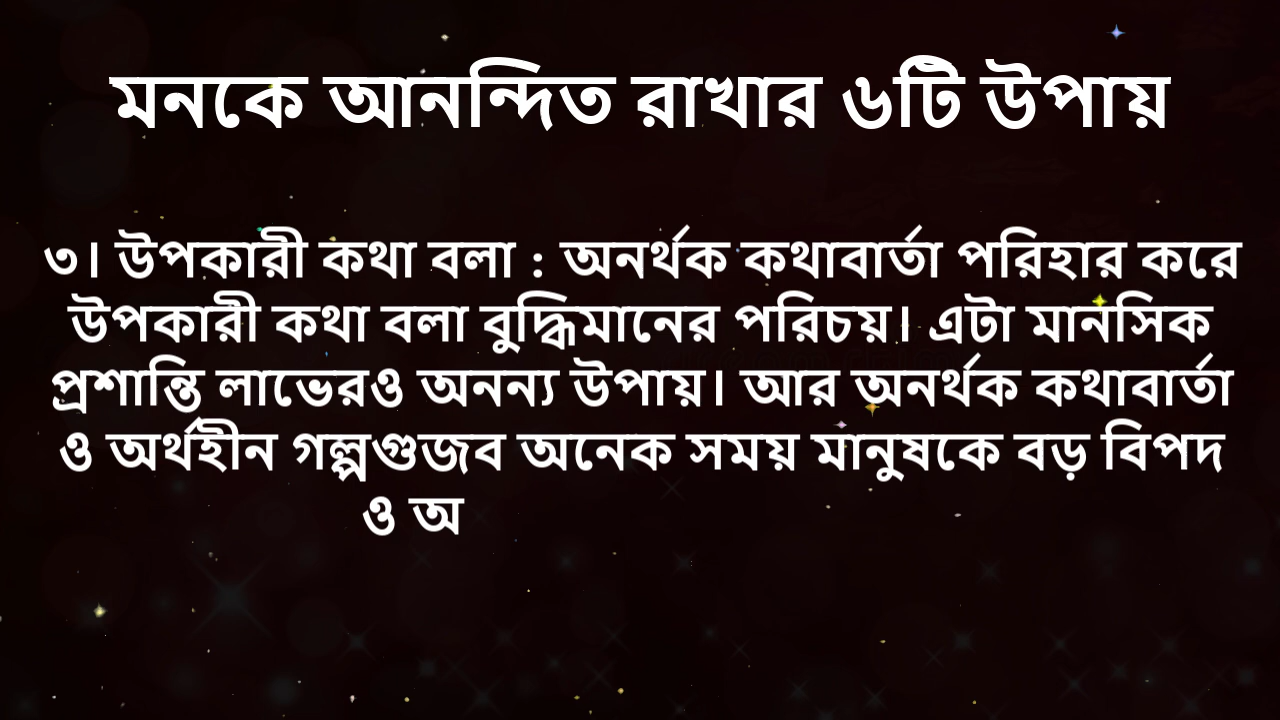 মনকে আনন্দিত রাখার ৬টি উপায়
৩। উপকারী কথা বলা : অনর্থক কথাবার্তা পরিহার করে
উপকারী কথা বলা বুদ্ধিমানের পরিচয়। এটা মানসিক
প্রশান্তি লাভেরও অনন্য উপায়। আর অনর্থক কথাবার্তা
ও অর্থহীন গল্পগুজব অনেক সময় মানুষকে বড় বিপদ
ও অ